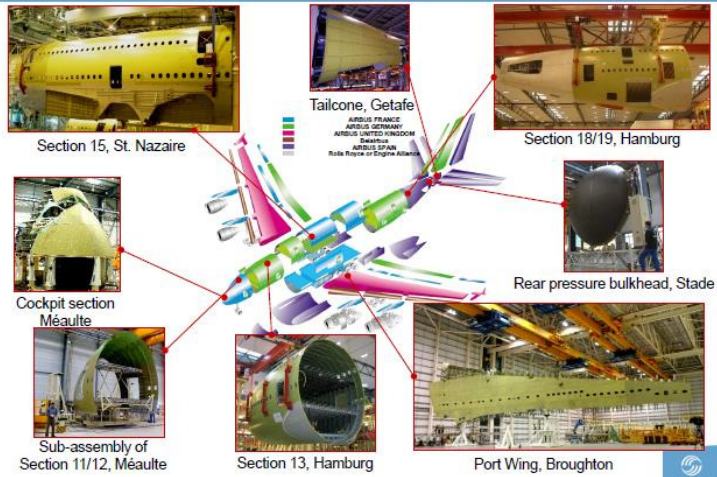 Section 15, St. Nazaire
Tailcone, Getafe
AIRBUS FRANCE
AIRBUS GERMANY
AIRBUS UNITED KINGDOM
Belairbus
AIRBUS SPAIN
Rolls Royce or Engine Alliance
Section 18/19, Hamburg
Cockpit section
Méaulte
Rear pressure bulkhead, Stade
Sub-assembly of
Section 11/12, Méaulte
Section 13, Hamburg
Port Wing, Broughton